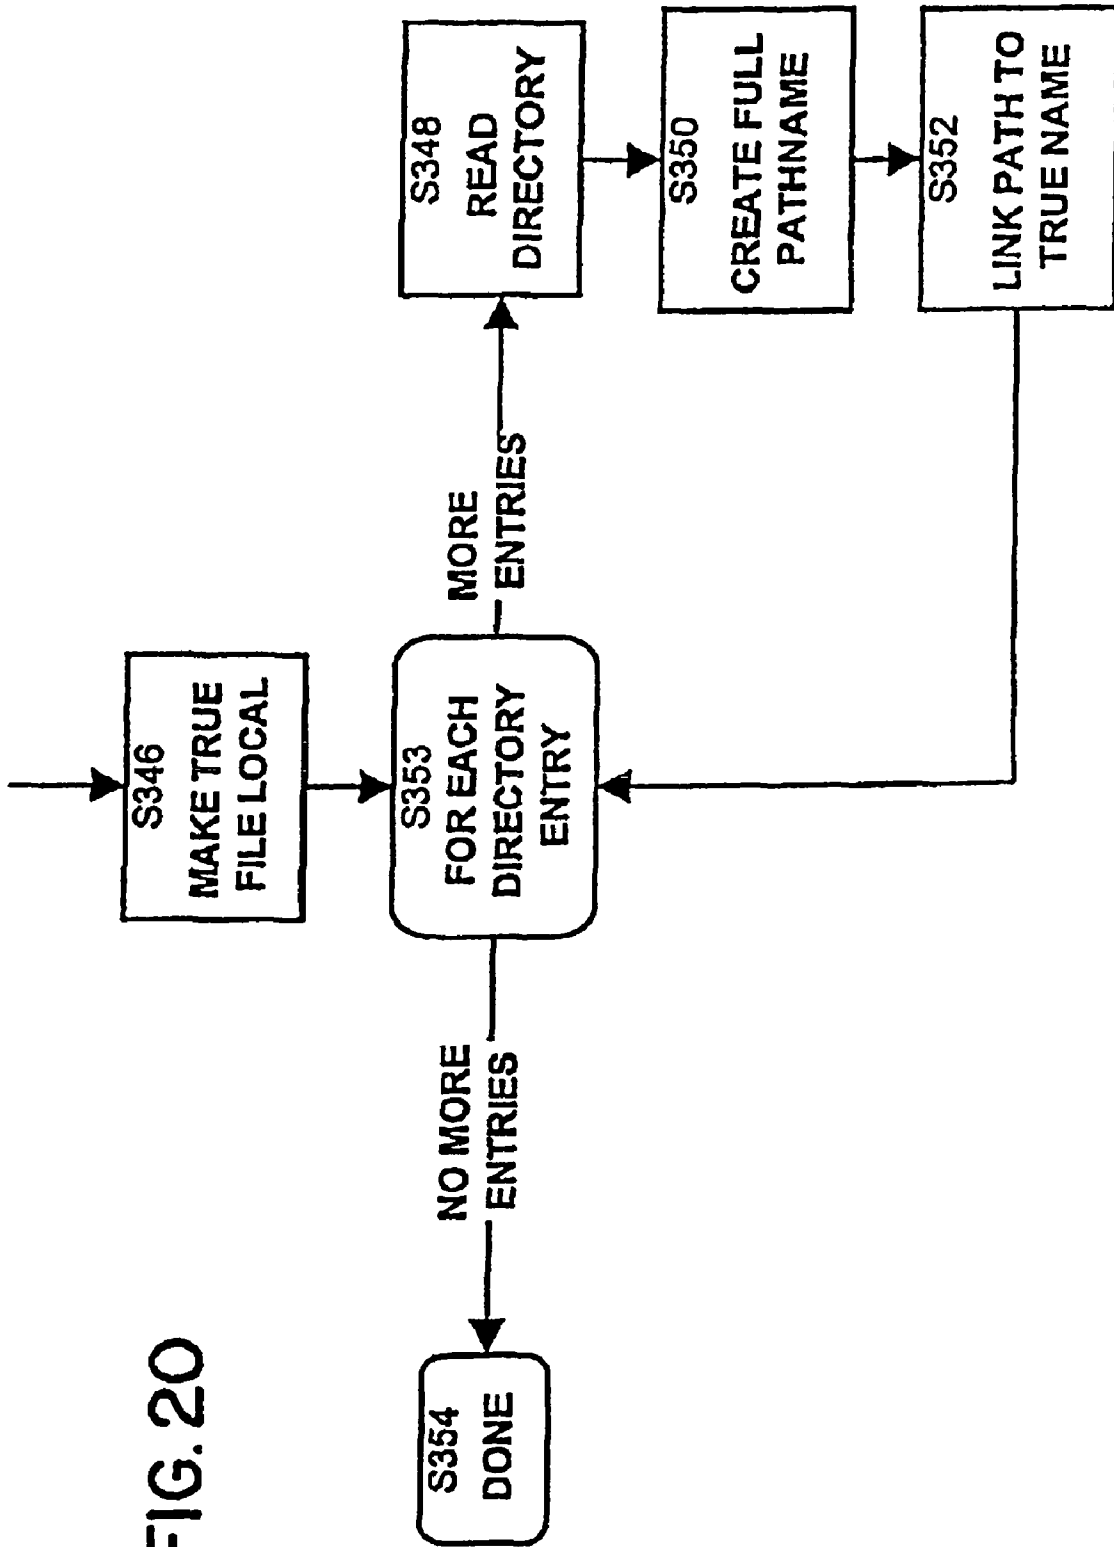 FIG. 20
S346
MAKE TRUE
FILE LOCAL
S353
FOR EACH
DIRECTORY
ENTRY
MORE
ENTRIES
S348
READ
DIRECTORY
S350
CREATE FULL
PATHNAME
S352
LINK PATH TO
TRUE NAME
NO MORE
ENTRIES
S354
DONE